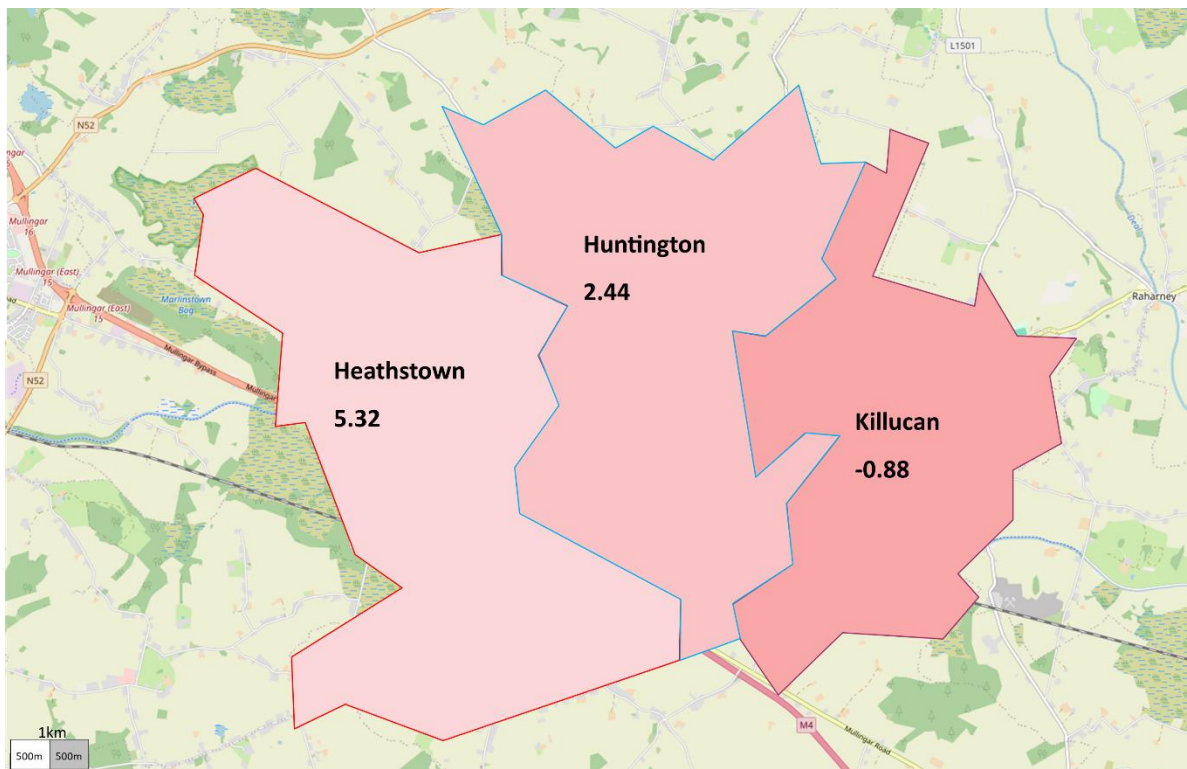 L1501
N52
Mullingar
16
Mullingar (East)
15
Marlinstown
Bog
Mullingar (East)
15
Mullingar Bypass
N52
Raharney
Huntington
2.44
Heathstown
5.32
Killucan
-0.88
M4
Mullingar Road
1km
500m 500m